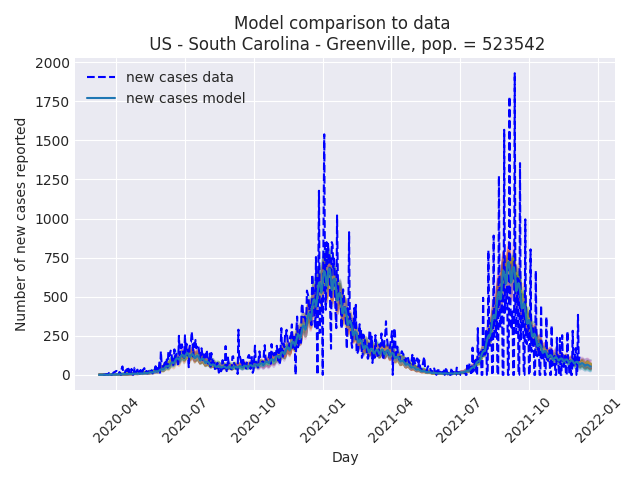 Model comparison to data
US - South Carolina - Greenville, pop. = 523542
new cases data
new cases model
Number of new cases reported
2000
1750
1500
1250
1000
750
500
250
0
2020-04
2020-07
2020-10
2021-01
2021-04
2021-07
2021-10
2022-01
Day